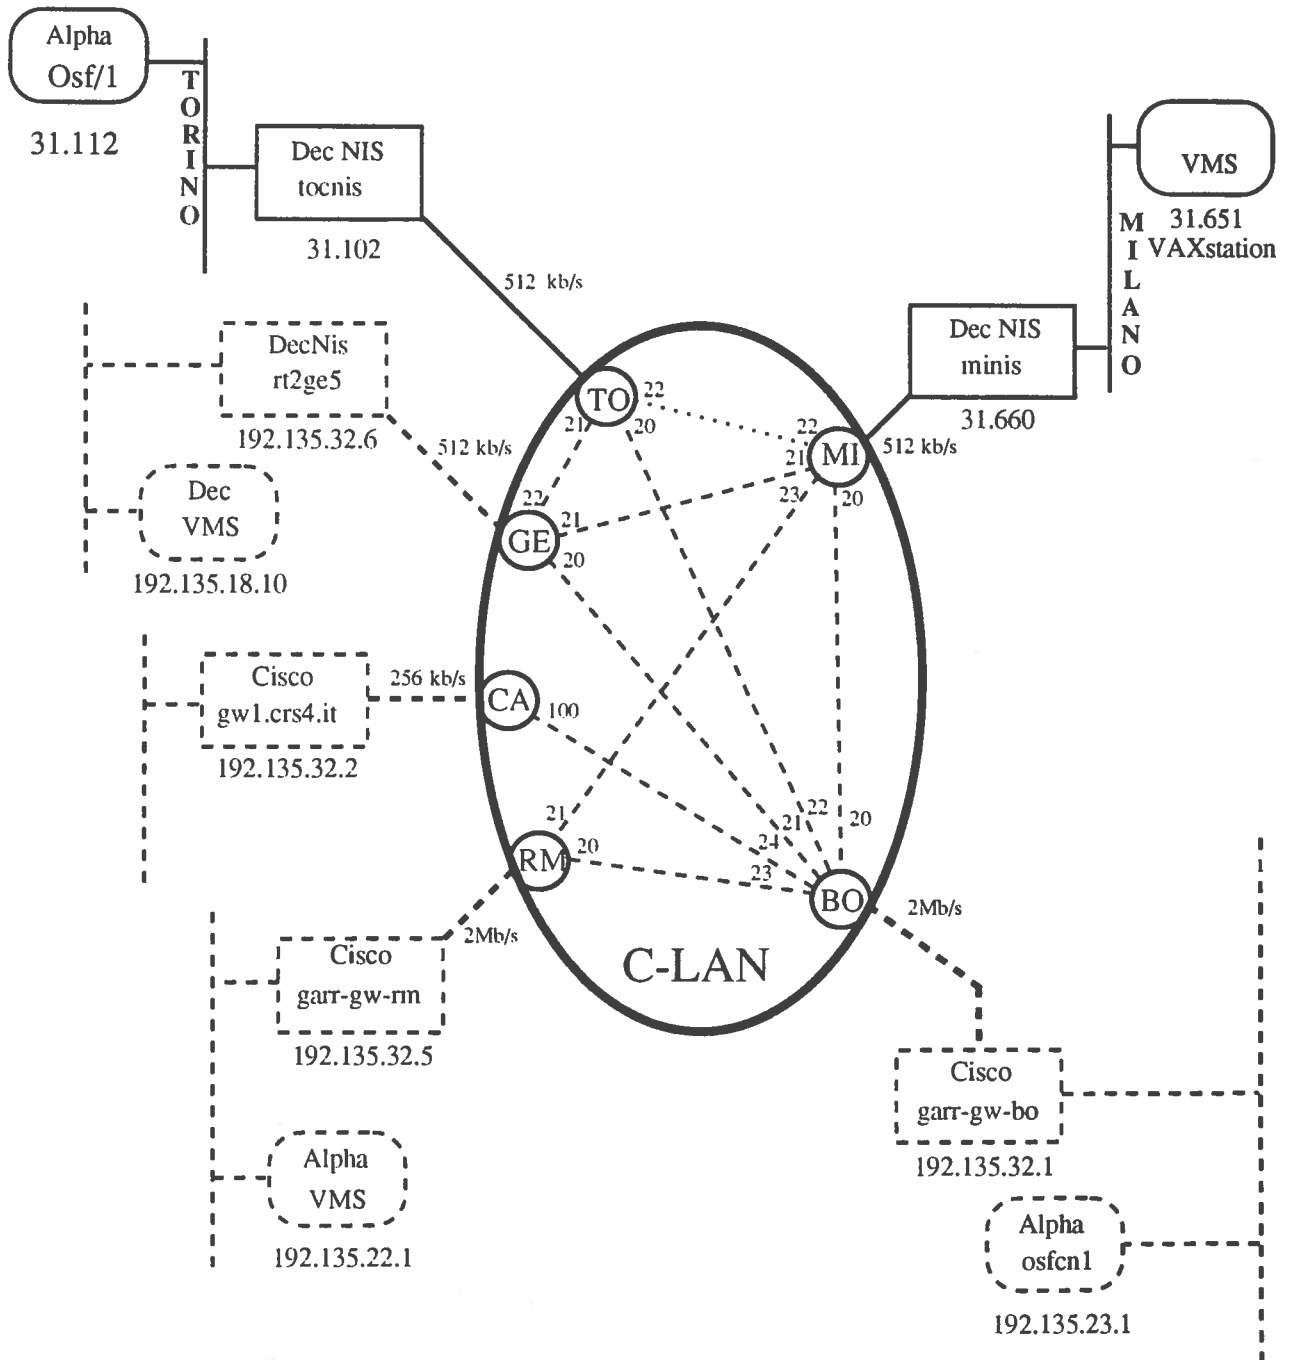 Alpha
Osf/1
31.112
TORINO
Dec NIS
tocnis
31.102
512 kb/s
VMS
31.651
VAXstation
MILANO
Dec NIS
minis
31.660
512 kb/s
DecNis
rt2ge5
192.135.32.6
512 kb/s
Dec
VMS
192.135.18.10
TO
22
21
20
22
21
MI
23
20
22
GE
21
20
Cisco
gw1.crs4.it
192.135.32.2
256 kb/s
CA
100
21
RM
20
22
21
20
24
23
BO
2Mb/s
2Mb/s
C-LAN
Cisco
garr-gw-rm
192.135.32.5
Alpha
VMS
192.135.22.1
Cisco
garr-gw-bo
192.135.32.1
Alpha
osfcn1
192.135.23.1